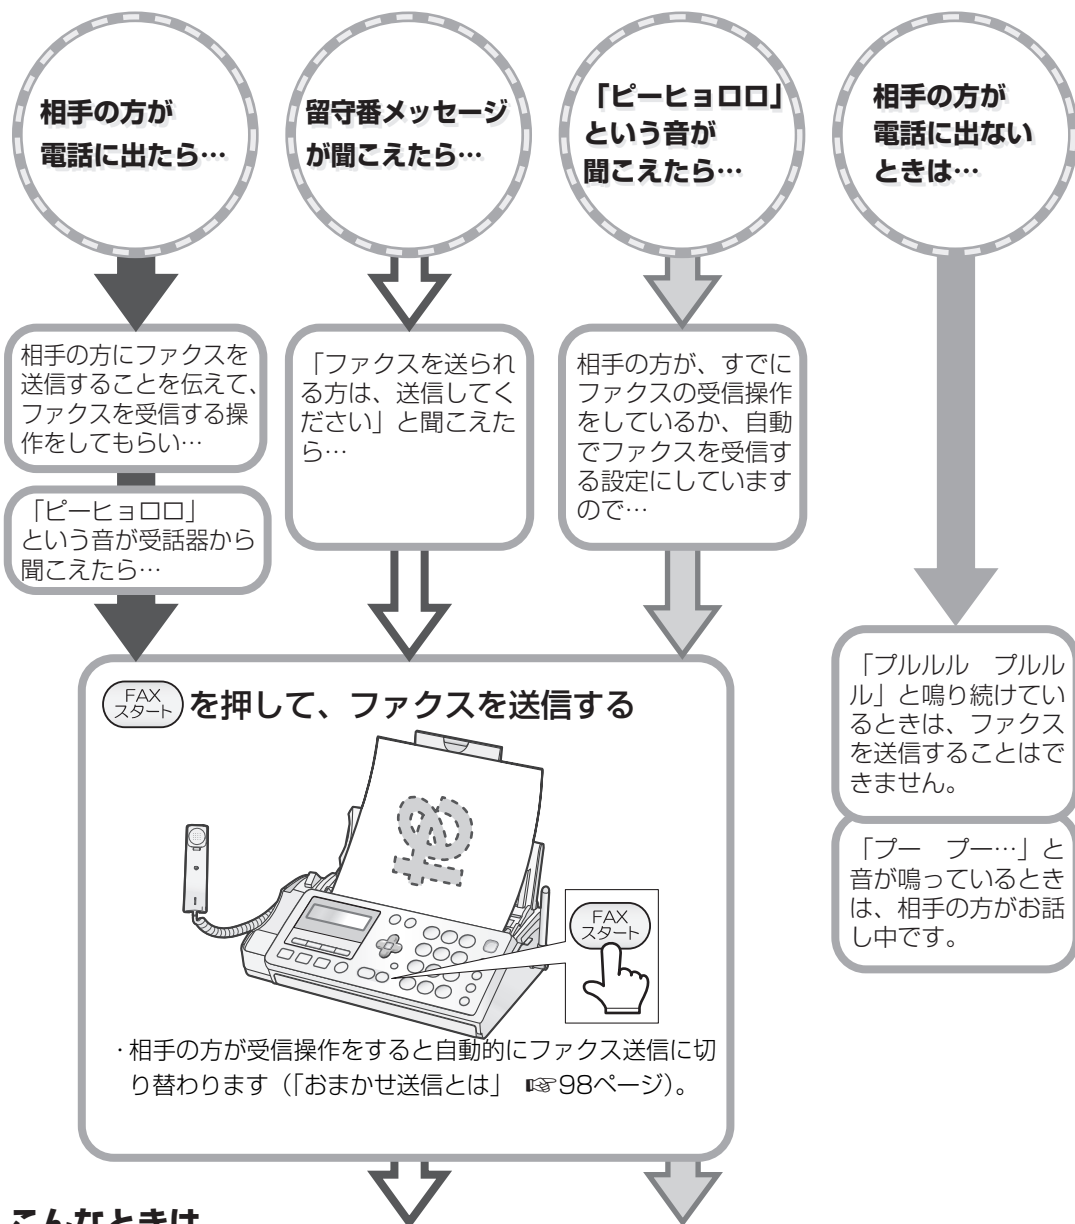 相手の方が
電話に出たら…
留守番メッセージ
が聞こえたら…
「ピーヒョロロ」
という音が
聞こえたら…
相手の方が
電話に出ない
ときは…
相手の方にファクスを
送信することを伝えて、
ファクスを受信する操
作をしてもらい…
「ピーヒョロロ」
という音が受話器から
聞こえたら…
「ファクスを送られ
る方は、送信してく
ださい」と聞こえた
ら…
相手の方が、すでに
ファクスの受信操作
をしているか、自動
でファクスを受信す
る設定にしています
ので…
FAX
スタート
を押して、ファクスを送信する
FAX
スタート
・相手の方が受信操作をすると自動的にファクス送信に切
り替わります(「おまかせ送信とは」 ☞98ページ)。
「プルルル　プルル
ル」と鳴り続けてい
るときは、ファクス
を送信することはで
きません。
「プー　プー…」と
音が鳴っているとき
は、相手の方がお話
し中です。
こんなときは